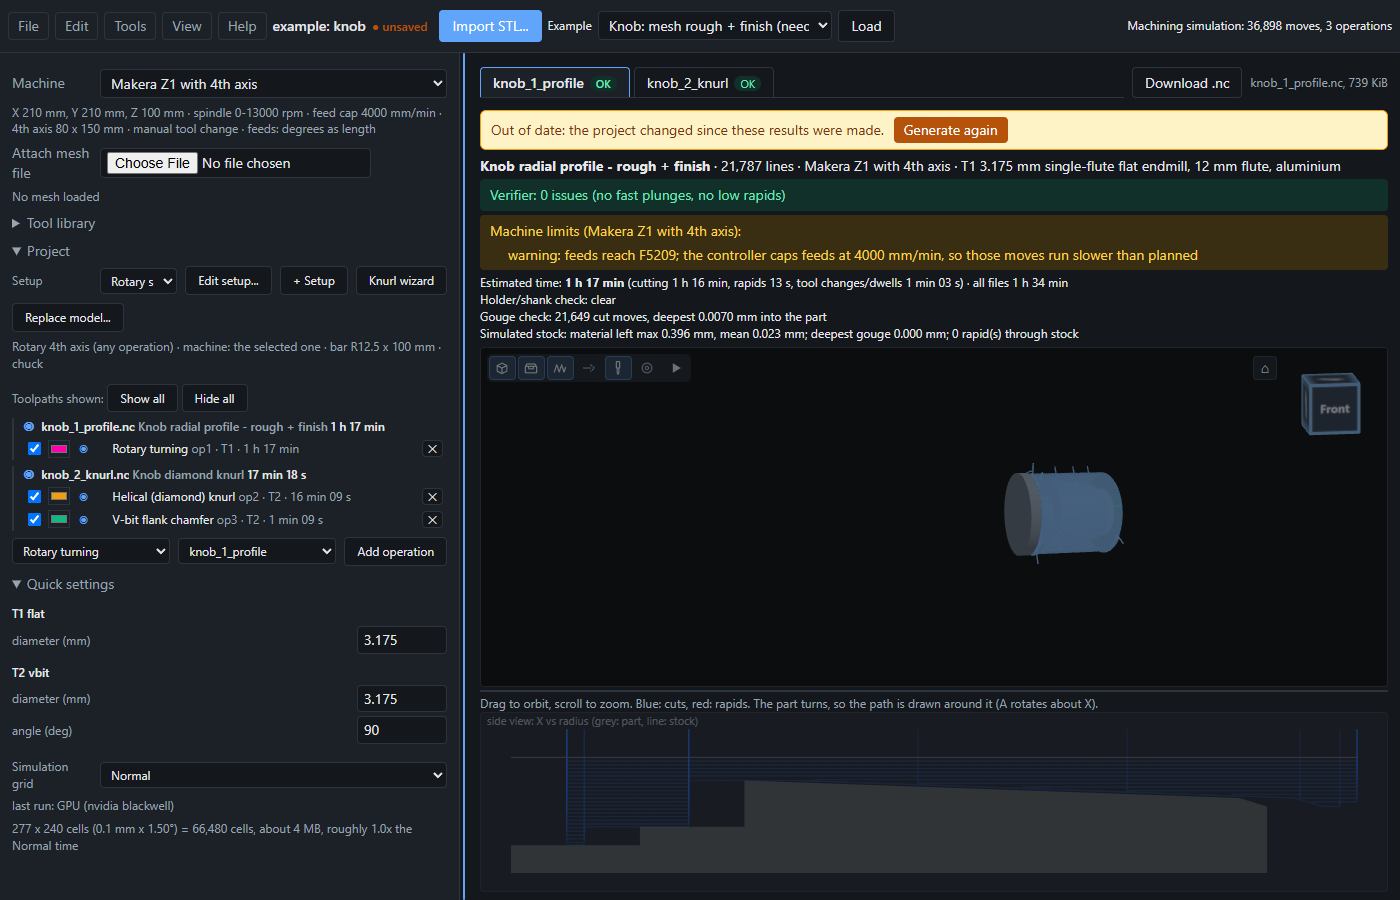 File Edit Tools View Help example: knob ● unsaved Import STL... Example Knob: mesh rough + finish (neec Load Machining simulation: 36,898 moves, 3 operations
Machine Makera Z1 with 4th axis
X 210 mm, Y 210 mm, Z 100 mm · spindle 0-13000 rpm · feed cap 4000 mm/min ·
4th axis 80 x 150 mm · manual tool change · feeds: degrees as length
Attach mesh file Choose File No file chosen
No mesh loaded
Tool library
Project
Setup Rotary s Edit setup... + Setup Knurl wizard
Replace model...
Rotary 4th axis (any operation) · machine: the selected one · bar R12.5 x 100 mm ·
chuck
Toolpaths shown: Show all Hide all
knob_1_profile.nc Knob radial profile - rough + finish 1 h 17 min
Rotary turning op1 · T1 · 1 h 17 min
knob_2_knurl.nc Knob diamond knurl 17 min 18 s
Helical (diamond) knurl op2 · T2 · 16 min 09 s
V-bit flank chamfer op3 · T2 · 1 min 09 s
Rotary turning knob_1_profile Add operation
Quick settings
T1 flat
diameter (mm) 3.175
T2 vbit
diameter (mm) 3.175
angle (deg) 90
Simulation grid Normal
last run: GPU (nvidia blackwell)
277 x 240 cells (0.1 mm x 1.50°) = 66,480 cells, about 4 MB, roughly 1.0x the
Normal time
knob_1_profile OK knob_2_knurl OK Download .nc knob_1_profile.nc, 739 KiB
Out of date: the project changed since these results were made. Generate again
Knob radial profile - rough + finish · 21,787 lines · Makera Z1 with 4th axis · T1 3.175 mm single-flute flat endmill, 12 mm flute, aluminium
Verifier: 0 issues (no fast plunges, no low rapids)
Machine limits (Makera Z1 with 4th axis):
warning: feeds reach F5209; the controller caps feeds at 4000 mm/min, so those moves run slower than planned
Estimated time: 1 h 17 min (cutting 1 h 16 min, rapids 13 s, tool changes/dwells 1 min 03 s) · all files 1 h 34 min
Holder/shank check: clear
Gouge check: 21,649 cut moves, deepest 0.0070 mm into the part
Simulated stock: material left max 0.396 mm, mean 0.023 mm; deepest gouge 0.000 mm; 0 rapid(s) through stock
Front
Drag to orbit, scroll to zoom. Blue: cuts, red: rapids. The part turns, so the path is drawn around it (A rotates about X).
side view: X vs radius (grey: part, line: stock)